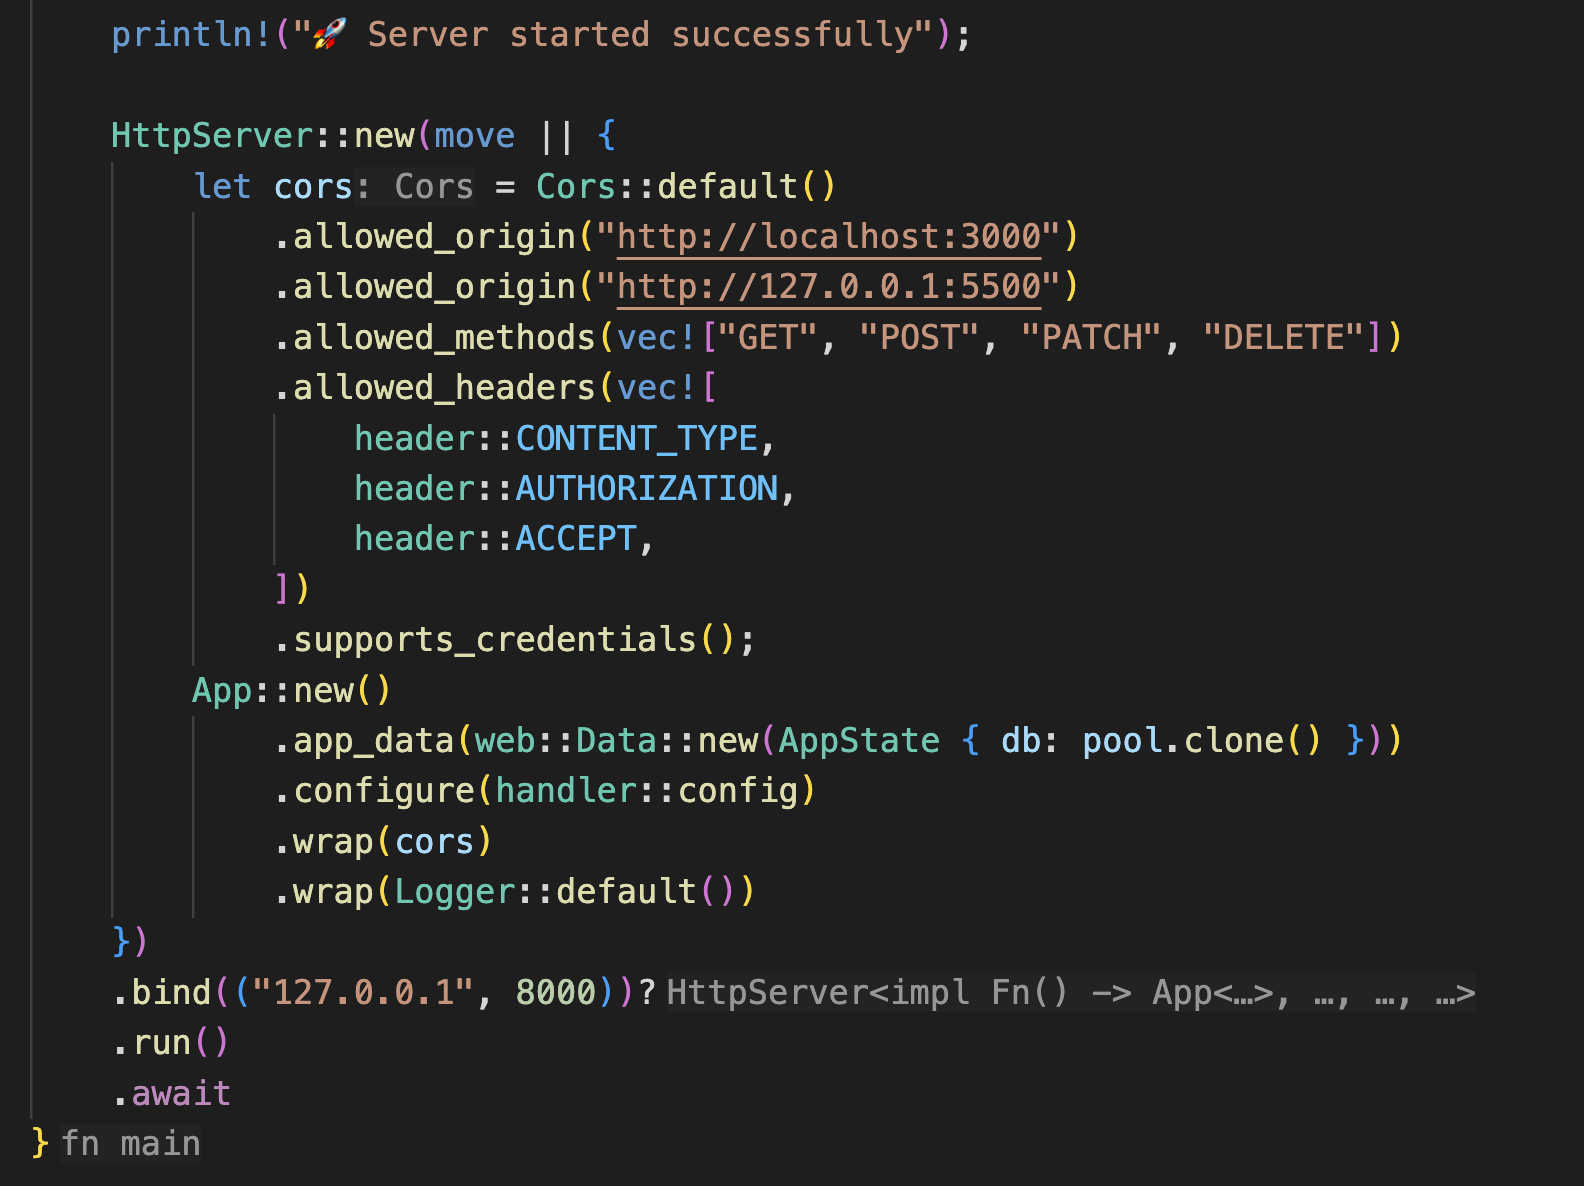 println!("🚀 Server started successfully");
HttpServer::new(move || {
let cors: Cors = Cors::default()
.allowed_origin("http://localhost:3000")
.allowed_origin("http://127.0.0.1:5500")
.allowed_methods(vec!["GET", "POST", "PATCH", "DELETE"])
.allowed_headers(vec![
header::CONTENT_TYPE,
header::AUTHORIZATION,
header::ACCEPT,
])
.supports_credentials();
App::new()
.app_data(web::Data::new(AppState { db: pool.clone() }))
.configure(handler::config)
.wrap(cors)
.wrap(Logger::default())
})
.bind(("127.0.0.1", 8000))? HttpServer<impl Fn() -> App<…>, …, …, …>
.run()
.await
} fn main